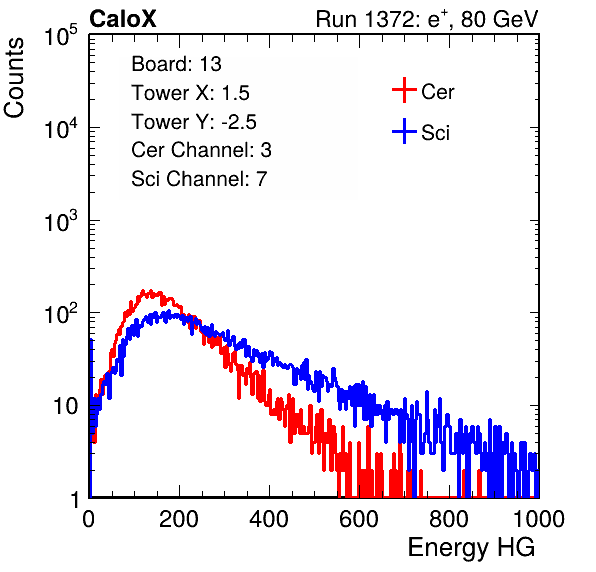 CaloX Run 1372: e⁺, 80 GeV
Counts
Board: 13
Tower X: 1.5
Tower Y: -2.5
Cer Channel: 3
Sci Channel: 7
Cer
Sci
10⁵
10⁴
10³
10²
10
1
0 200 400 600 800 1000
Energy HG